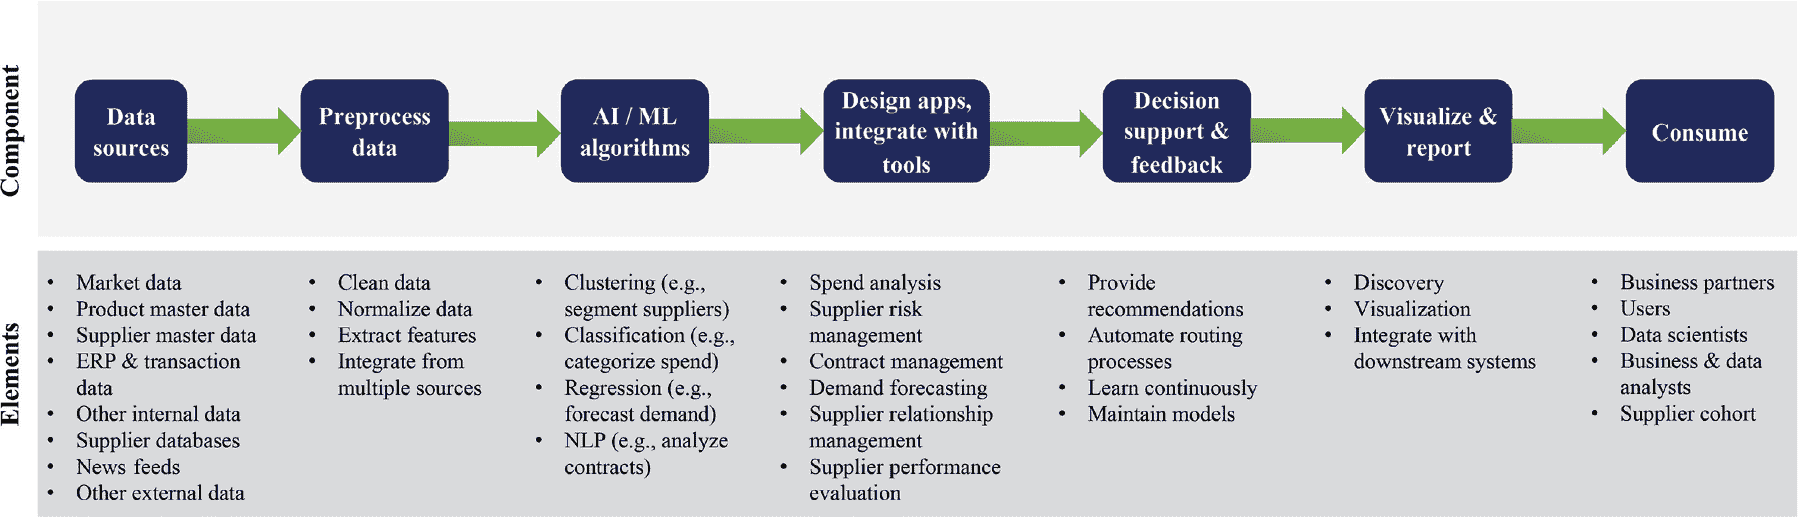 Component
Data
sources
Preprocess
data
AI / ML
algorithms
Design apps,
integrate with
tools
Decision
support &
feedback
Visualize &
report
Consume
Elements
• Market data
• Product master data
• Supplier master data
• ERP & transaction
data
• Other internal data
• Supplier databases
• News feeds
• Other external data
• Clean data
• Normalize data
• Extract features
• Integrate from
multiple sources
• Clustering (e.g.,
segment suppliers)
• Classification (e.g.,
categorize spend)
• Regression (e.g.,
forecast demand)
• NLP (e.g., analyze
contracts)
• Spend analysis
• Supplier risk
management
• Contract management
• Demand forecasting
• Supplier relationship
management
• Supplier performance
evaluation
• Provide
recommendations
• Automate routing
processes
• Learn continuously
• Maintain models
• Discovery
• Visualization
• Integrate with
downstream systems
• Business partners
• Users
• Data scientists
• Business & data
analysts
• Supplier cohort